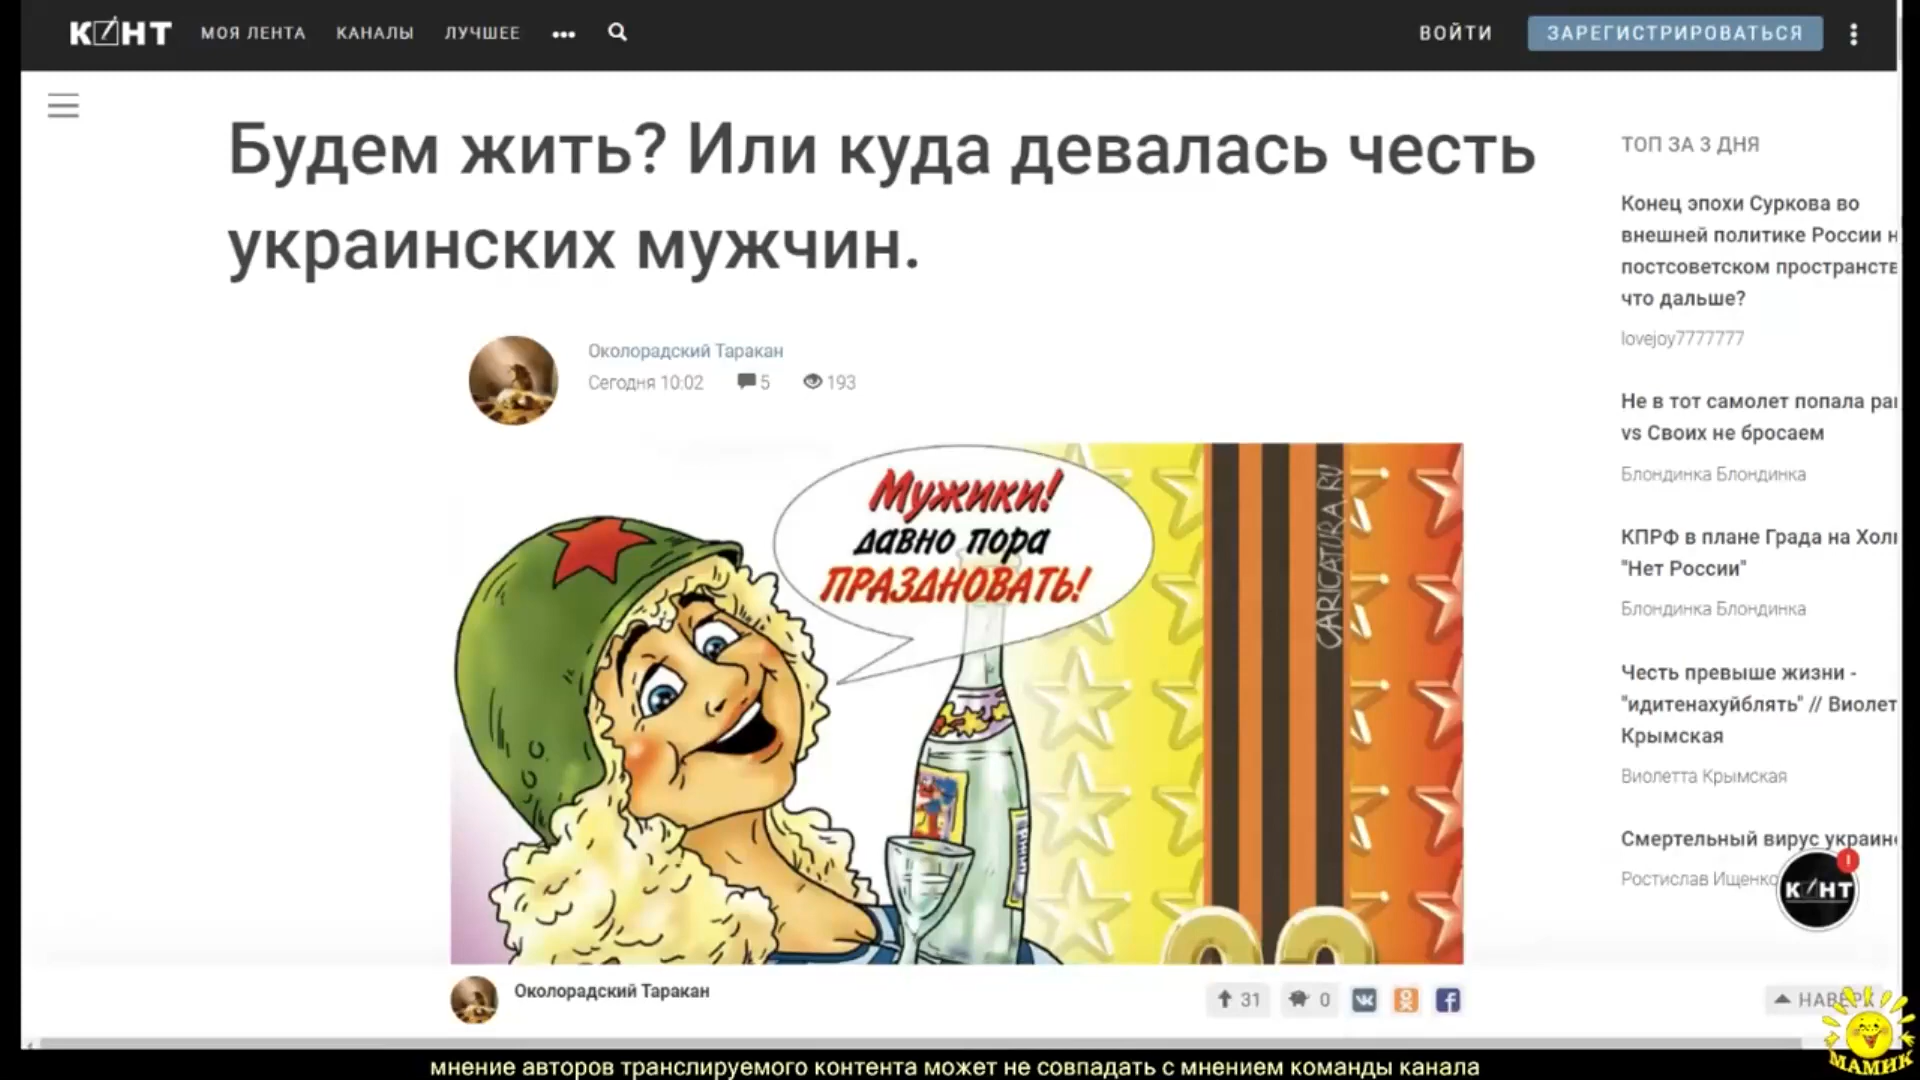 КОНТ
МОЯ ЛЕНТА
КАНАЛЫ
ЛУЧШЕЕ
ВОЙТИ
ЗАРЕГИСТРИРОВАТЬСЯ
Будем жить? Или куда девалась честь
украинских мужчин.
Околорадский Таракан
Сегодня 10:02 5 193
Мужики!
давно пора
ПРАЗДНОВАТЬ!
CARICATURA.RU
23
Околорадский Таракан
31 0
ТОП ЗА 3 ДНЯ
Конец эпохи Суркова во
внешней политике России н
постсоветском пространств
что дальше?
lovejoy7777777
Не в тот самолет попала рак
vs Своих не бросаем
Блондинка Блондинка
КПРФ в плане Града на Хол
"Нет России"
Блондинка Блондинка
Честь превыше жизни -
"идитенахуйблять" // Виолет
Крымская
Виолетта Крымская
Смертельный вирус украин
Ростислав Ищенко
КОНТ
НАВЕРХ
МАМИК
мнение авторов транслируемого контента может не совпадать с мнением команды канала